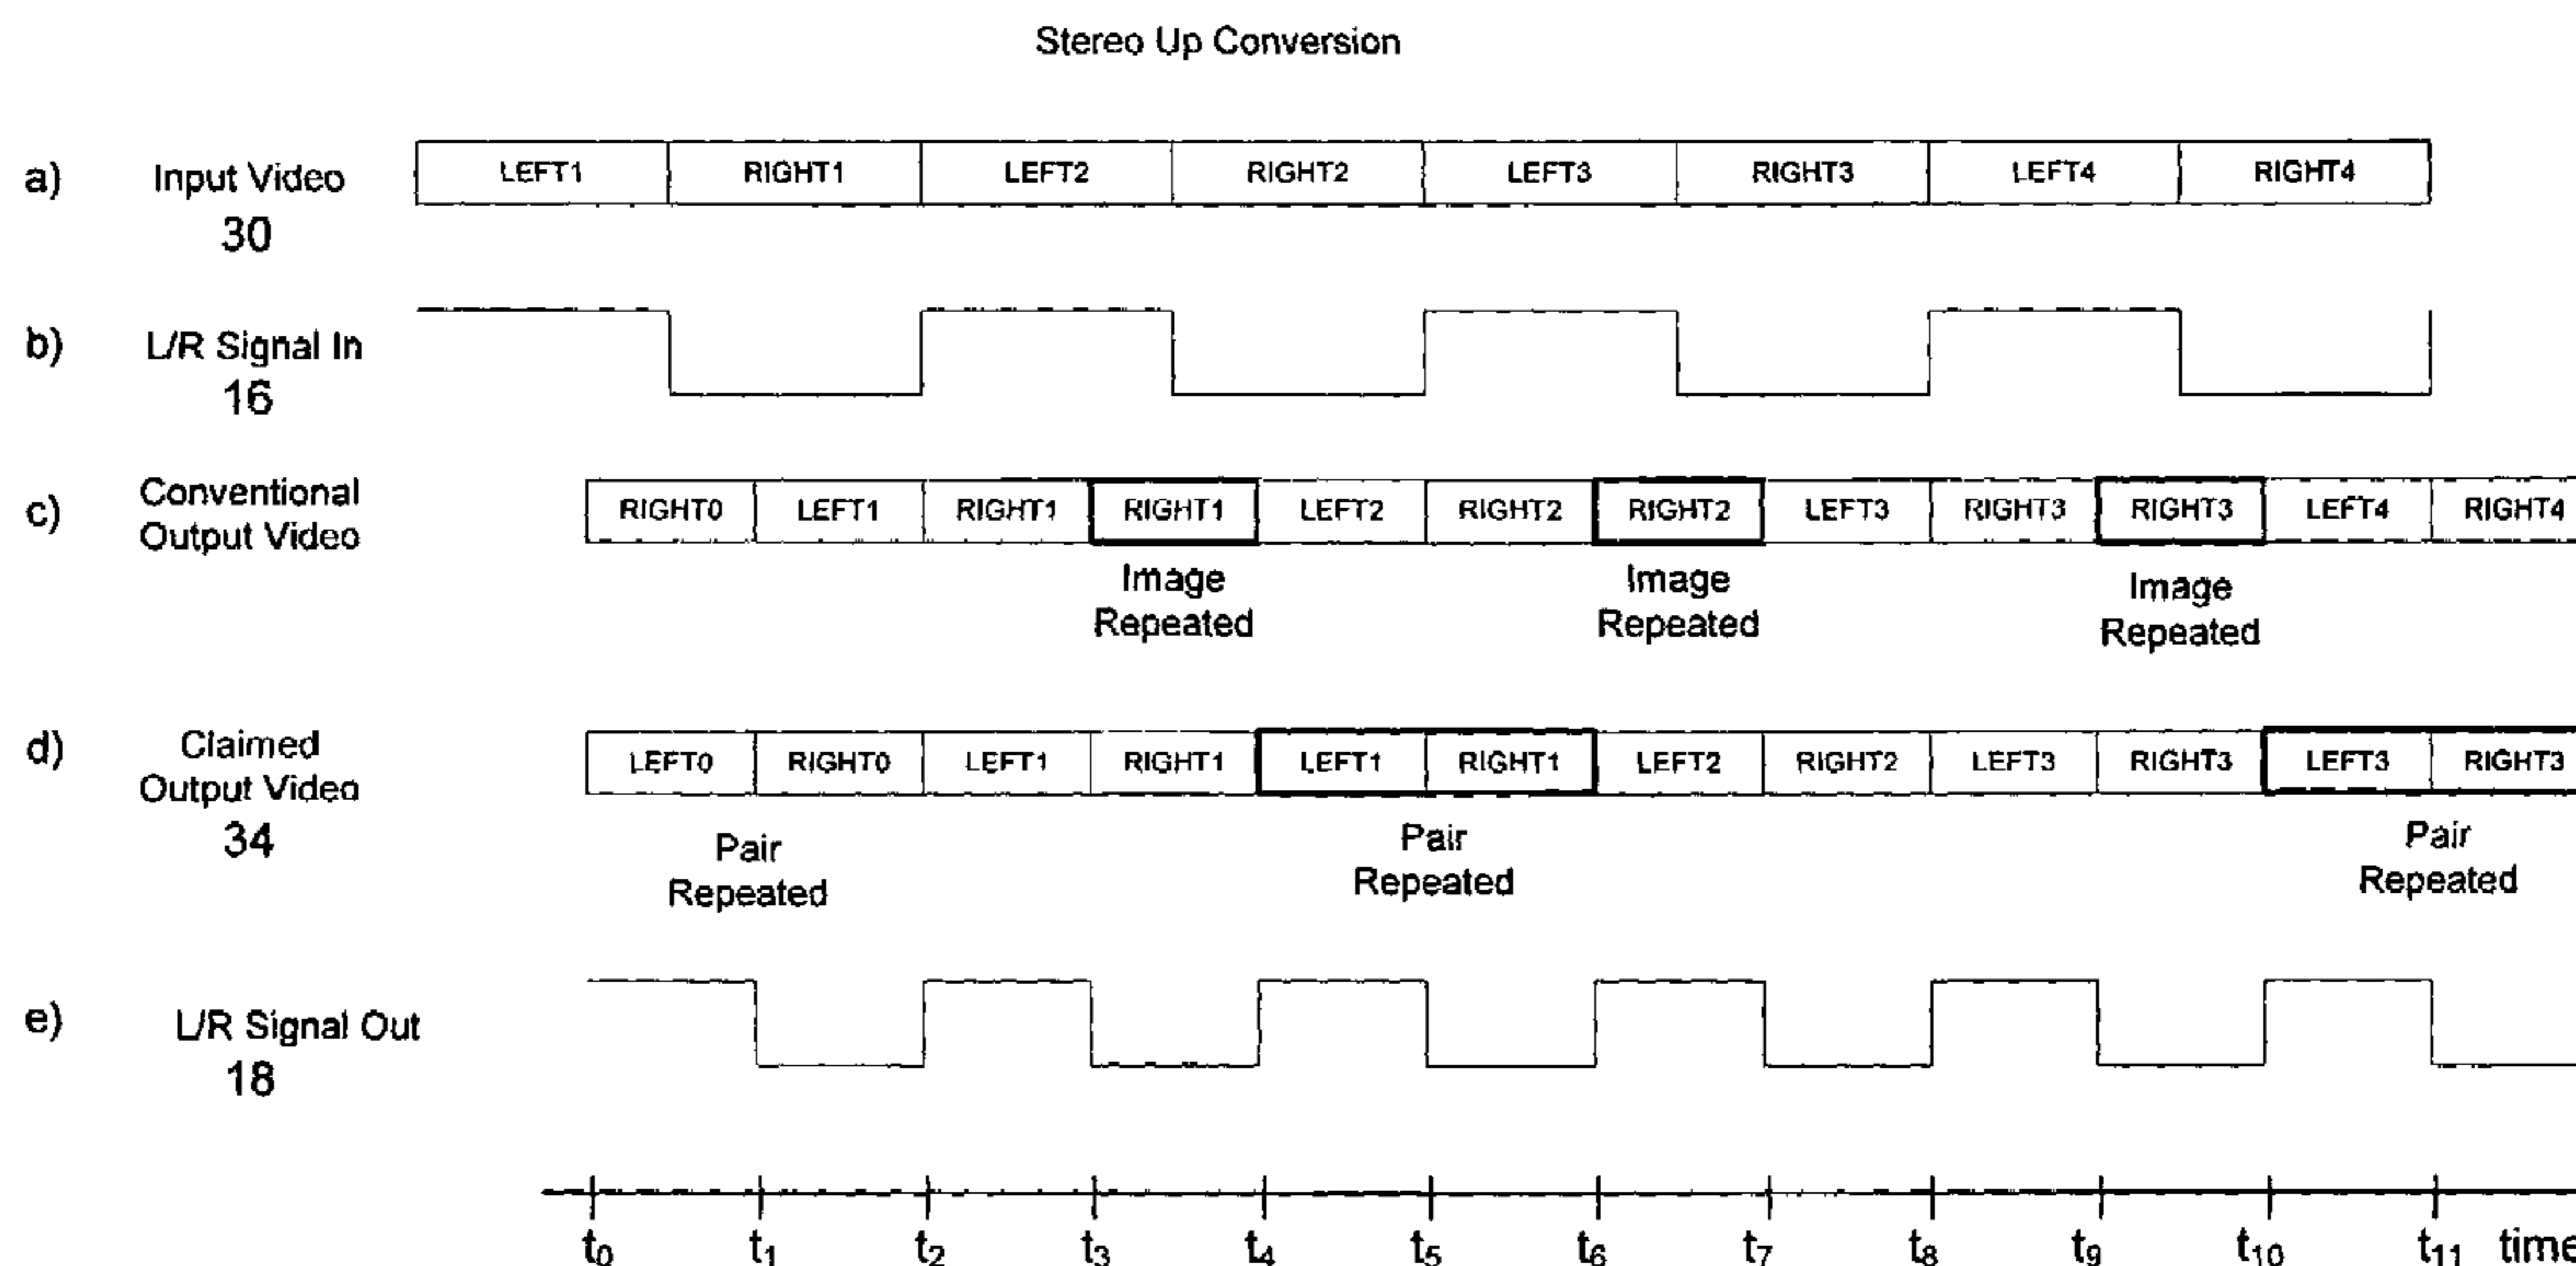 Stereo Up Conversion
a) Input Video 30
LEFT1 RIGHT1 LEFT2 RIGHT2 LEFT3 RIGHT3 LEFT4 RIGHT4
b) L/R Signal In 16
c) Conventional Output Video
RIGHT0 LEFT1 RIGHT1 RIGHT1 LEFT2 RIGHT2 RIGHT2 LEFT3 RIGHT3 RIGHT3 LEFT4 RIGHT4
Image Repeated
Image Repeated
Image Repeated
d) Claimed Output Video 34
LEFT0 RIGHT0 LEFT1 RIGHT1 LEFT1 RIGHT1 LEFT2 RIGHT2 LEFT3 RIGHT3 LEFT3 RIGHT3
Pair Repeated
Pair Repeated
Pair Repeated
e) L/R Signal Out 18
t0 t1 t2 t3 t4 t5 t6 t7 t8 t9 t10 t11 time